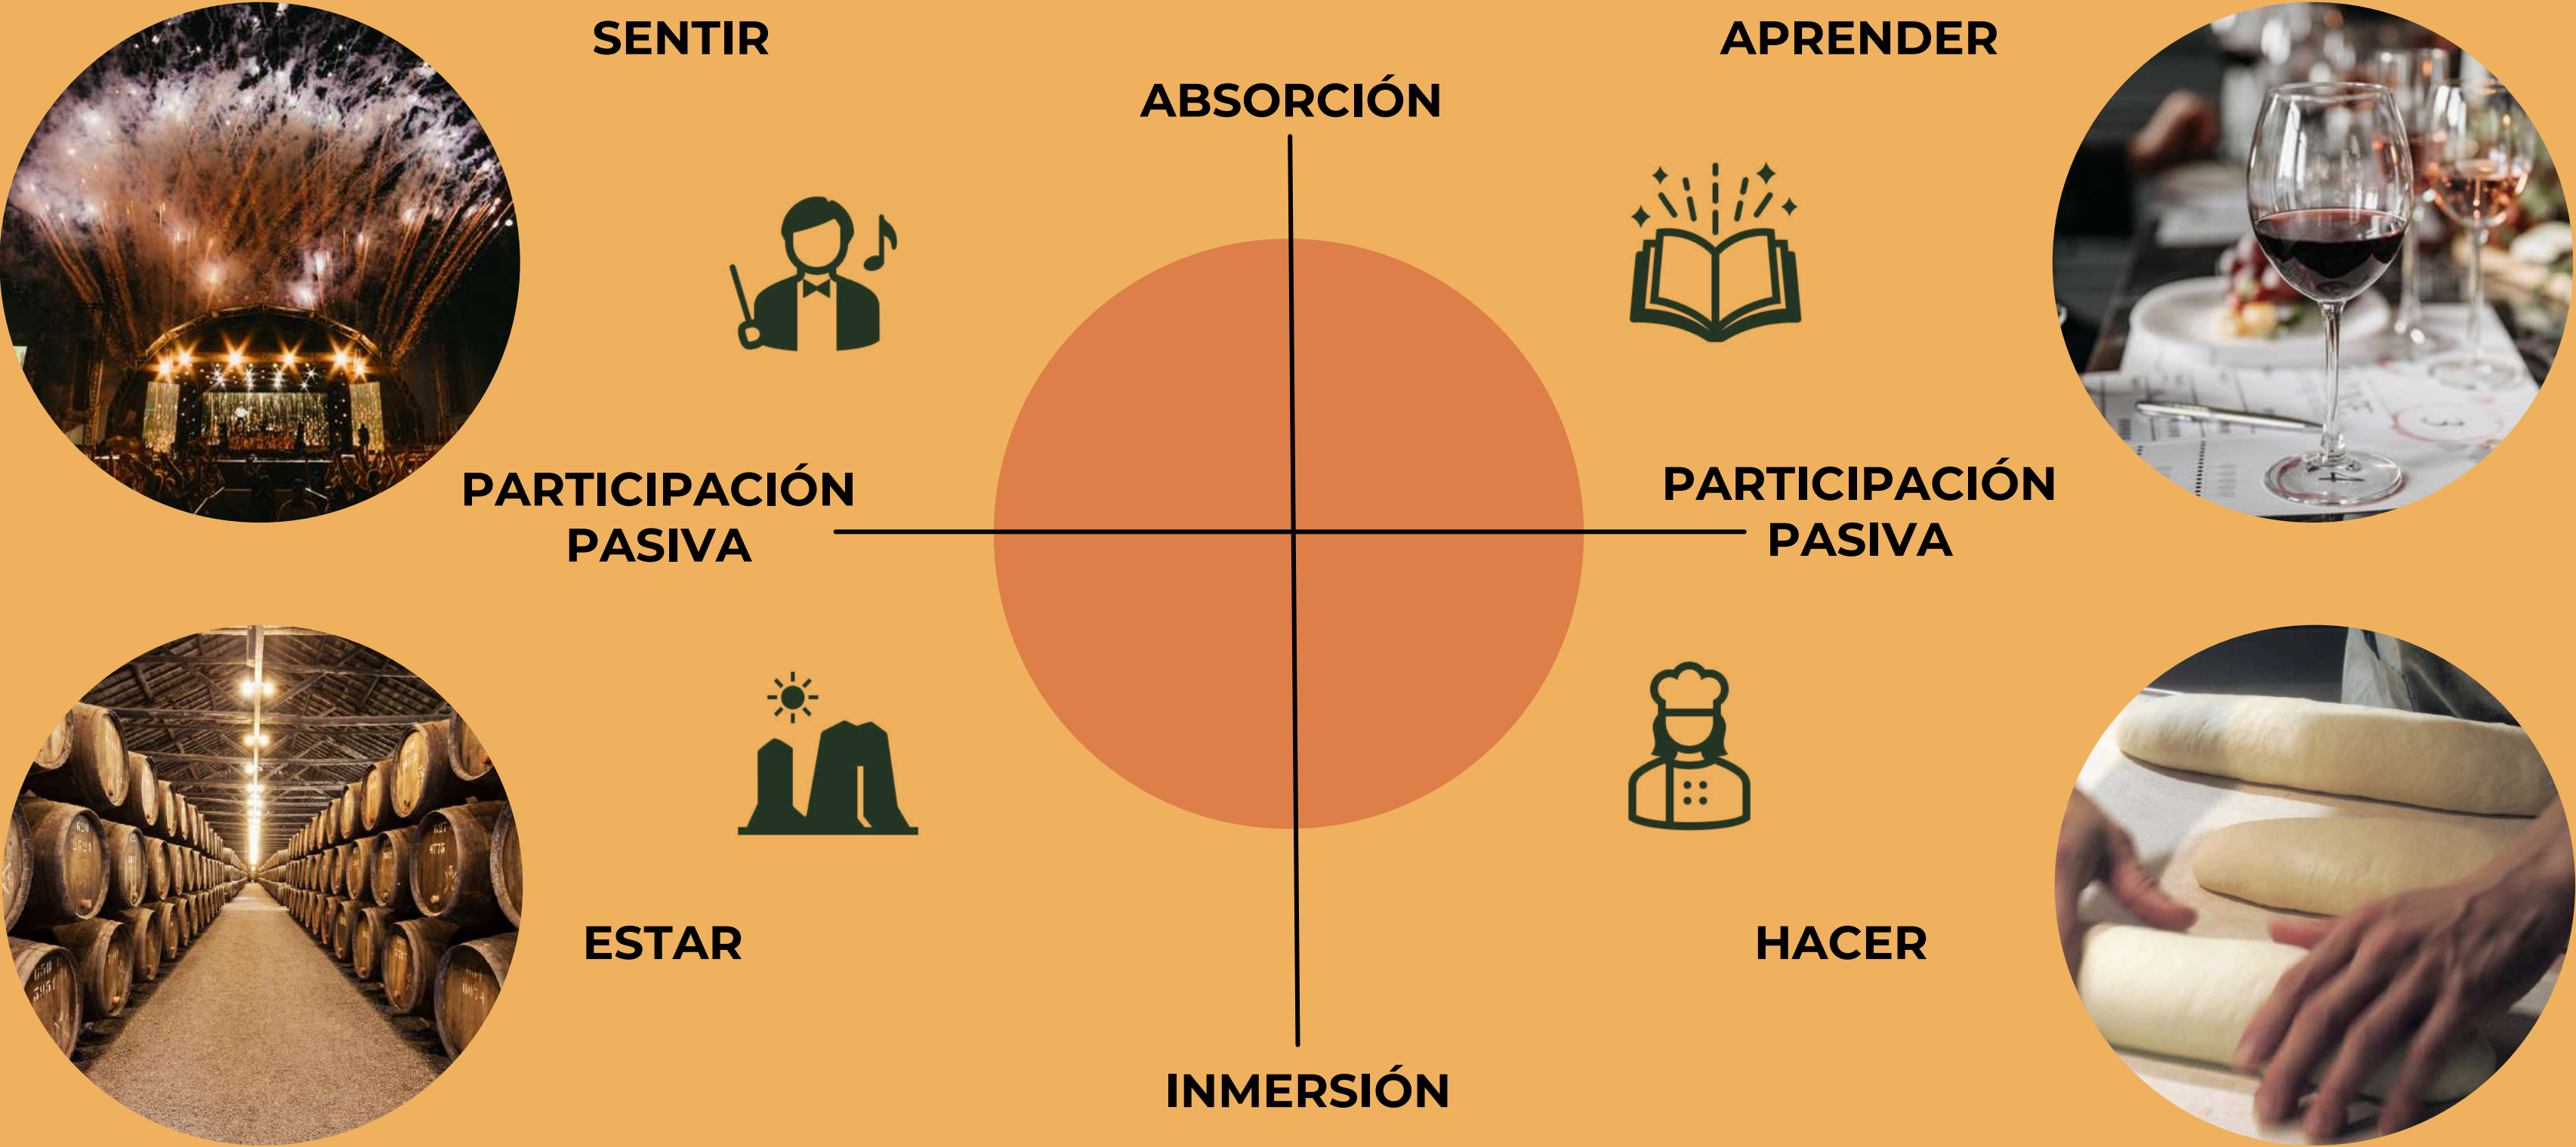 SENTIR
APRENDER
ABSORCIÓN
PARTICIPACIÓN
PASIVA
PARTICIPACIÓN
PASIVA
ESTAR
HACER
INMERSIÓN